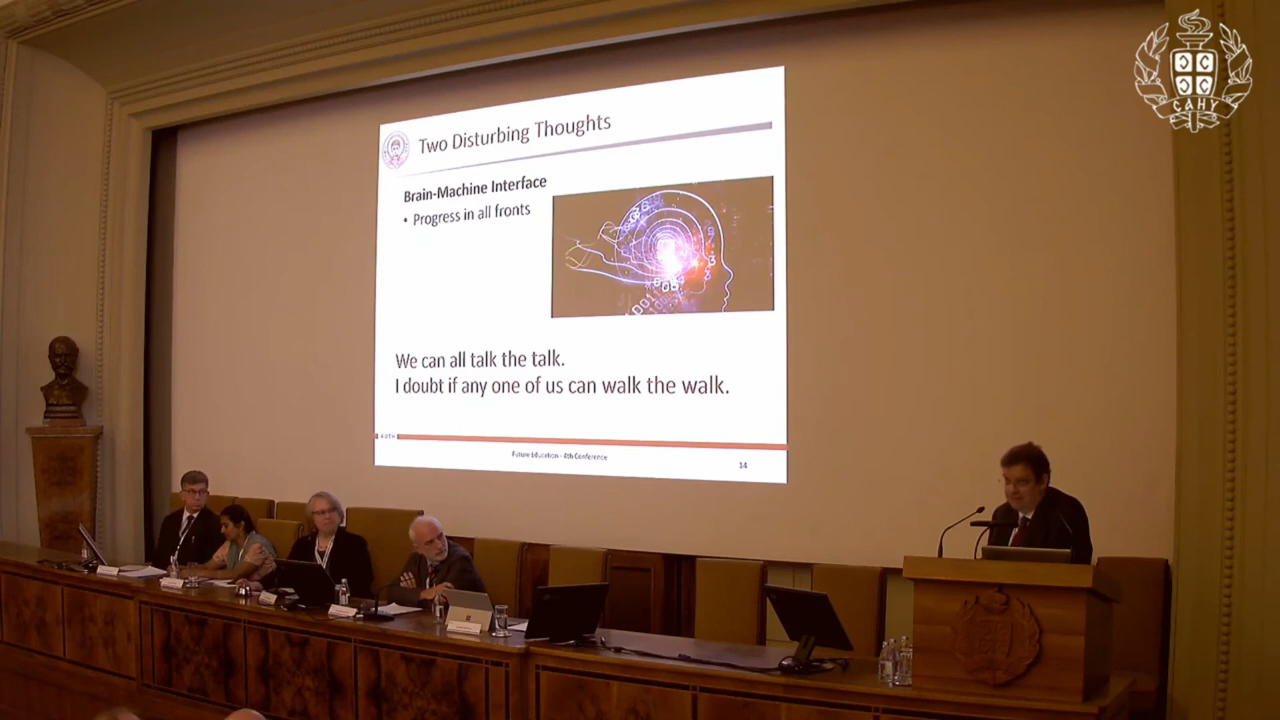 Two Disturbing Thoughts
Brain-Machine Interface
• Progress in all fronts
We can all talk the talk.
I doubt if any one of us can walk the walk.
Future Education - 4th Conference
14
САНУ